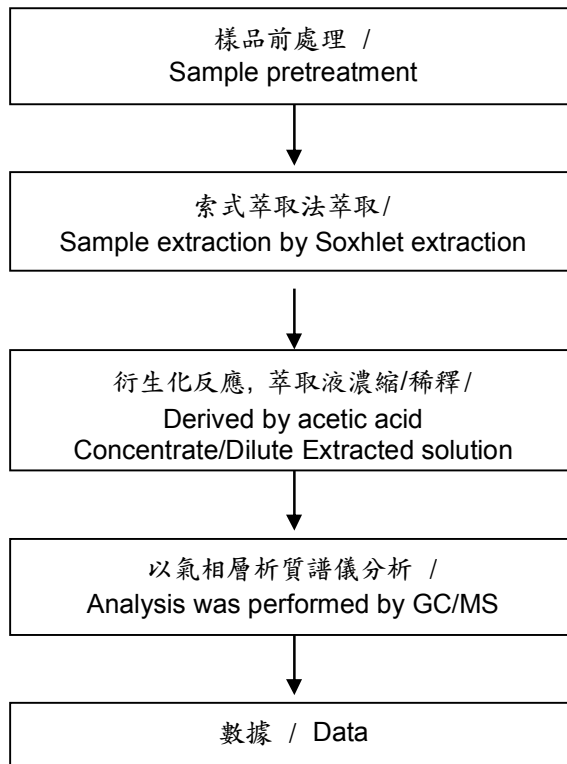 樣品前處理 /
Sample pretreatment
索式萃取法萃取/
Sample extraction by Soxhlet extraction
衍生化反應, 萃取液濃縮/稀釋/
Derived by acetic acid
Concentrate/Dilute Extracted solution
以氣相層析質譜儀分析 /
Analysis was performed by GC/MS
數據 / Data